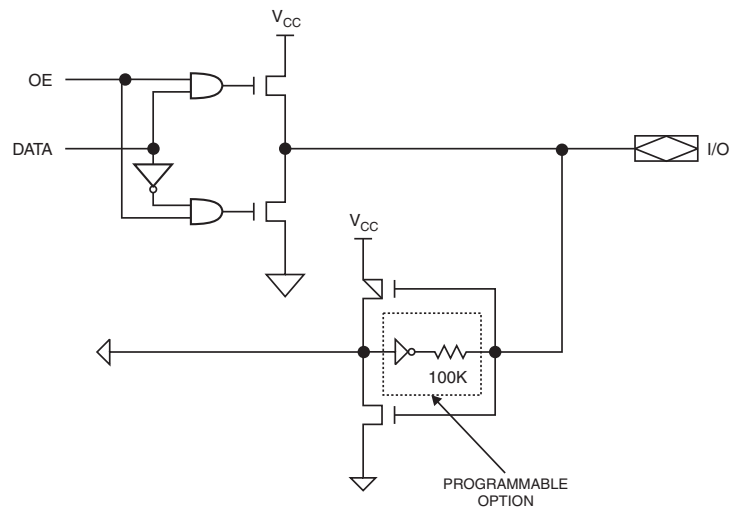 V_CC
OE
DATA
I/O
V_CC
100K
PROGRAMMABLE
OPTION